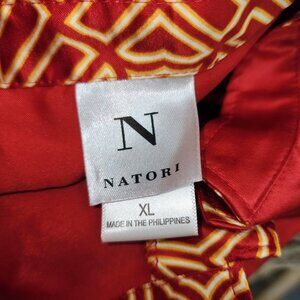 N
NATORI
XL
MADE IN THE PHILIPPINES